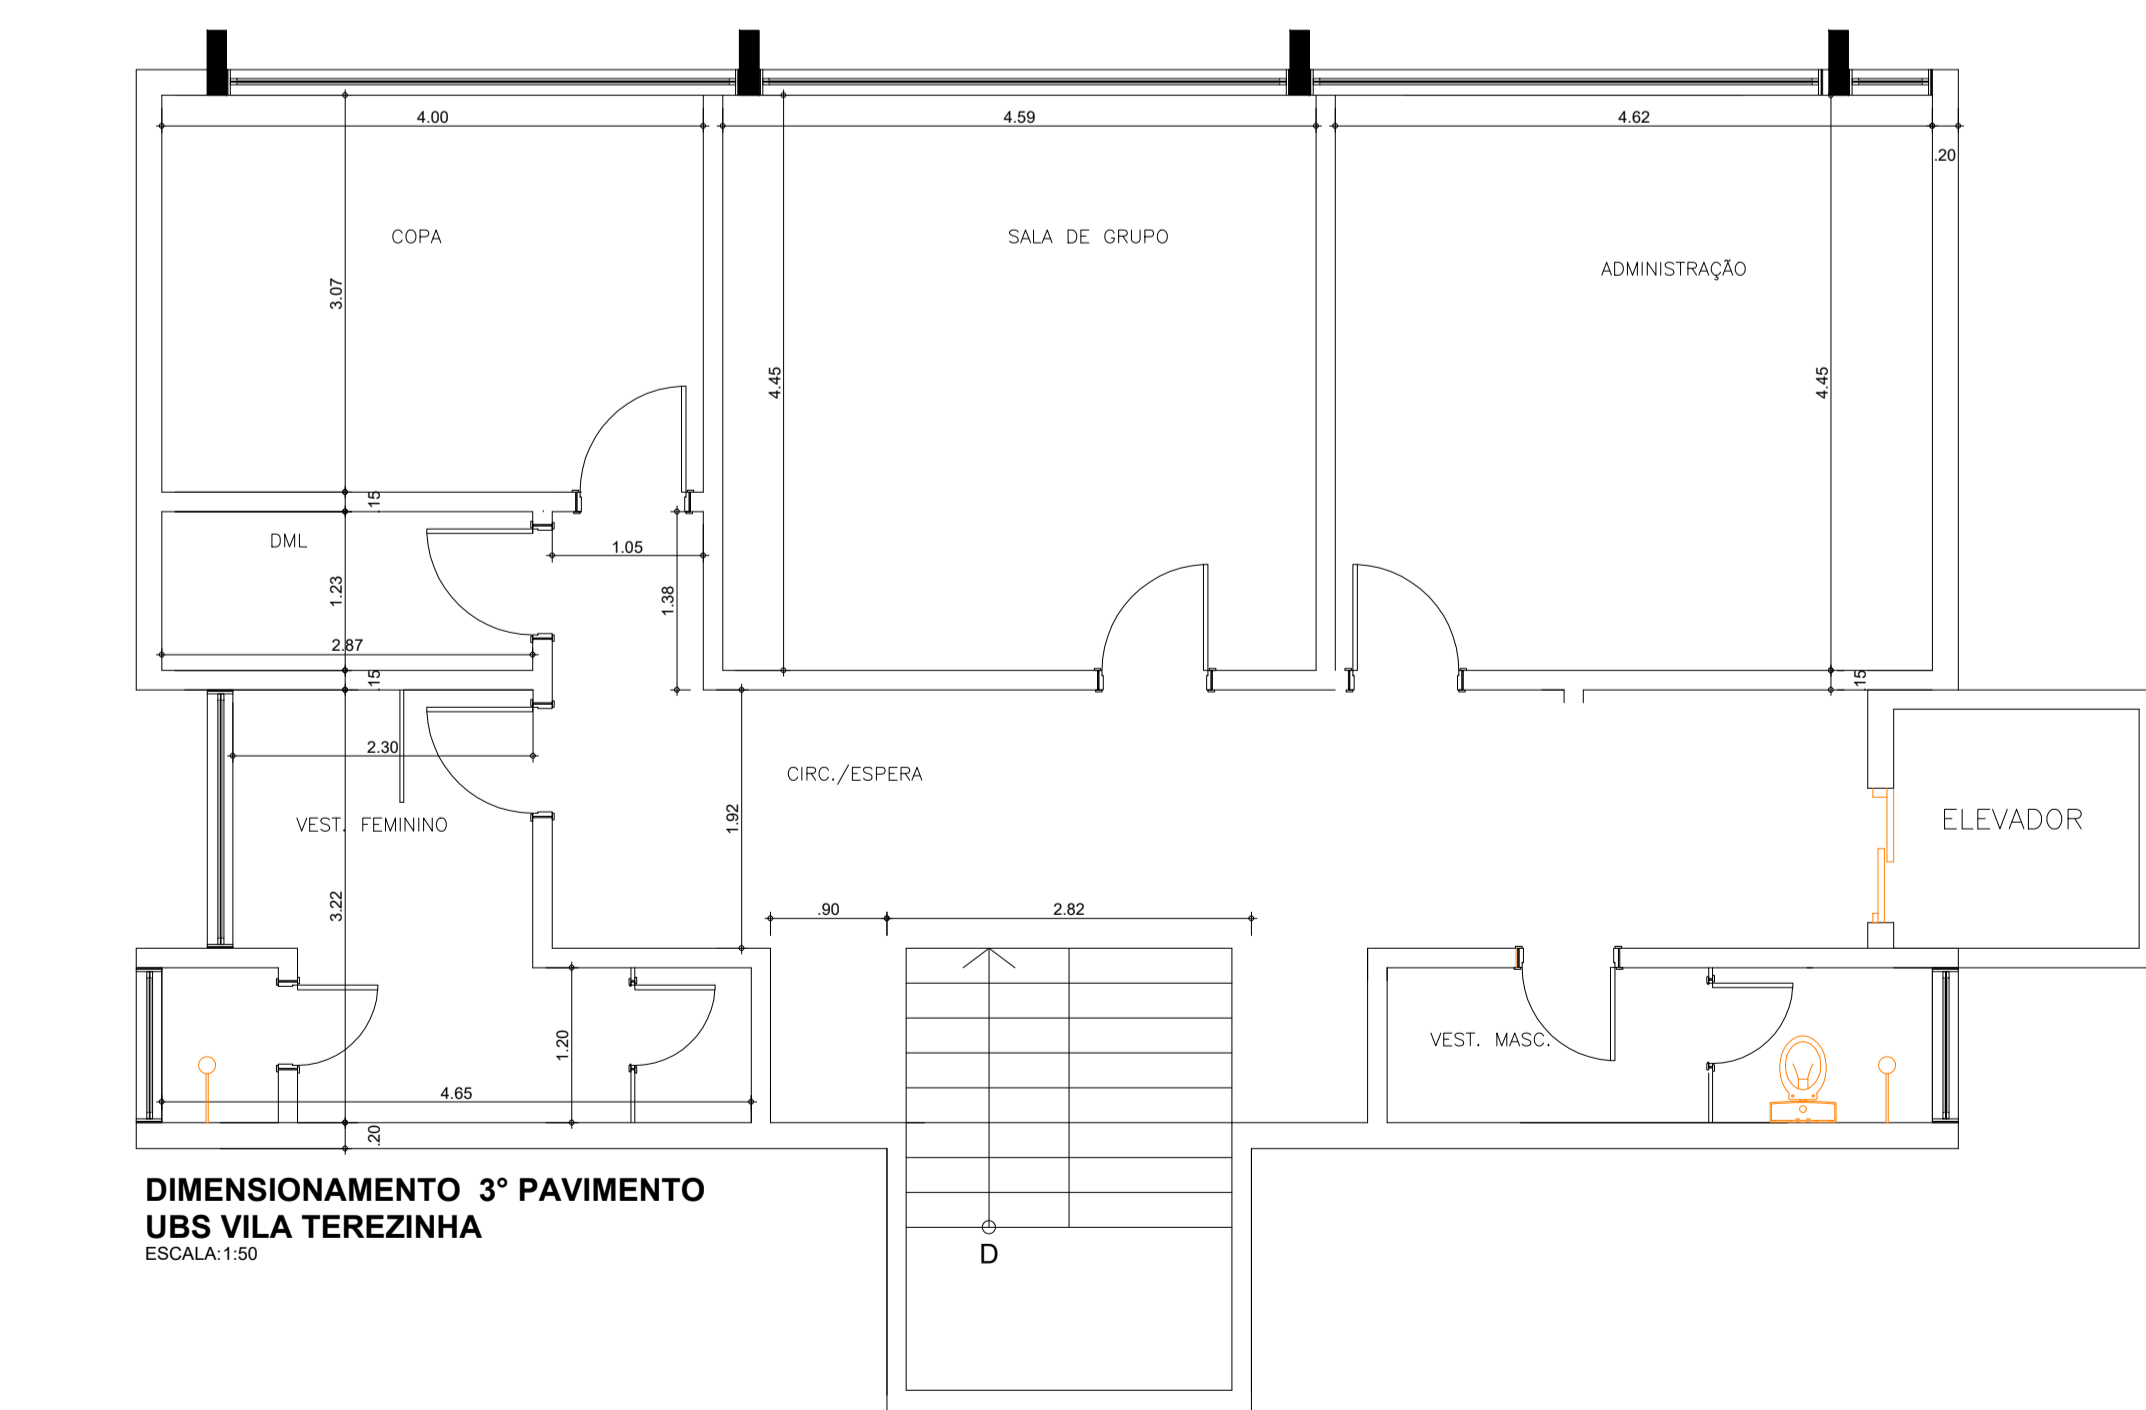 4.00
4.59
4.62
.20
COPA
SALA DE GRUPO
ADMINISTRAÇÃO
3.07
4.45
4.45
.15
DML
1.05
1.23
1.38
2.87
.15
.15
2.30
CIRC./ESPERA
1.92
VEST. FEMININO
ELEVADOR
3.22
.90
2.82
1.20
VEST. MASC.
4.65
.20
DIMENSIONAMENTO 3° PAVIMENTO
UBS VILA TEREZINHA
ESCALA:1:50
D